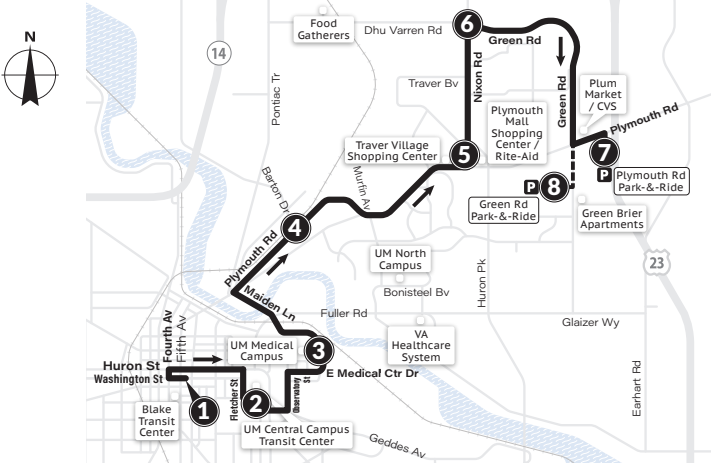 N
Food
Gatherers
Dhu Varren Rd
6
Green Rd
14
Pontiac Tr
Traver Bv
Nixon Rd
Green Rd
Plum
Market
/ CVS
Plymouth Rd
Plymouth
Mall
Shopping
Center /
Rite-Aid
Traver Village
Shopping Center
5
7
P
Plymouth Rd
Park-&-Ride
P
8
Green Rd
Park-&-Ride
Green Brier
Apartments
Barton Dr
Murfin Av
4
Plymouth Rd
UM North
Campus
23
Huron Pk
Bonisteel Bv
Maiden Ln
Fuller Rd
Glaizer Wy
VA
Healthcare
System
Fourth Av
Fifth Av
UM Medical
Campus
3
Huron St
Washington St
E Medical Ctr Dr
Earhart Rd
Fletcher St
Observatory
St
1
2
Blake
Transit
Center
UM Central Campus
Transit Center
Geddes Av